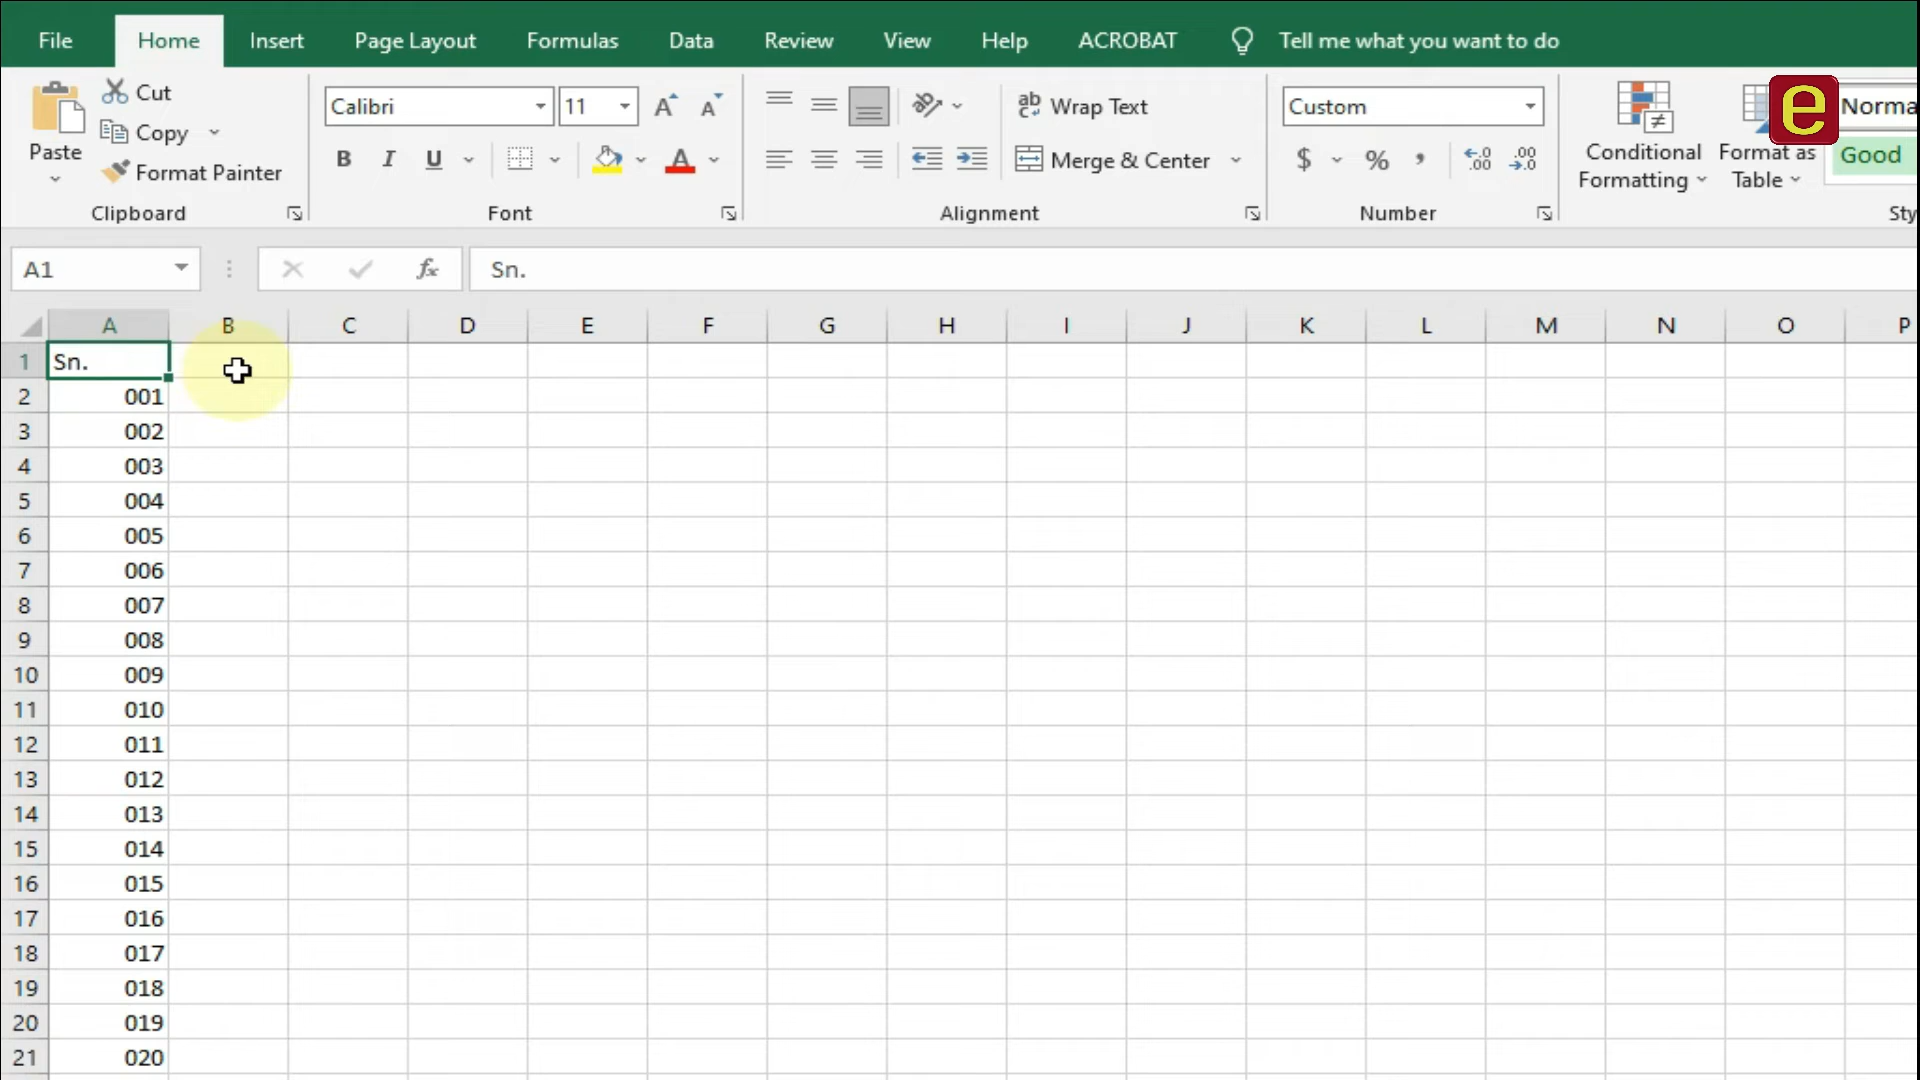 File Home Insert Page Layout Formulas Data Review View Help ACROBAT Tell me what you want to do
Paste
Cut
Copy
Format Painter
Clipboard
Calibri 11 A A
B I U A
Font
ab c Wrap Text
Merge & Center
Alignment
Custom
$ % , .00 .00
Number
Conditional Formatting
Format as Table
e
Norma
Good
Sty
A1 fx Sn.
A B C D E F G H I J K L M N O P
1 Sn.
2 001
3 002
4 003
5 004
6 005
7 006
8 007
9 008
10 009
11 010
12 011
13 012
14 013
15 014
16 015
17 016
18 017
19 018
20 019
21 020